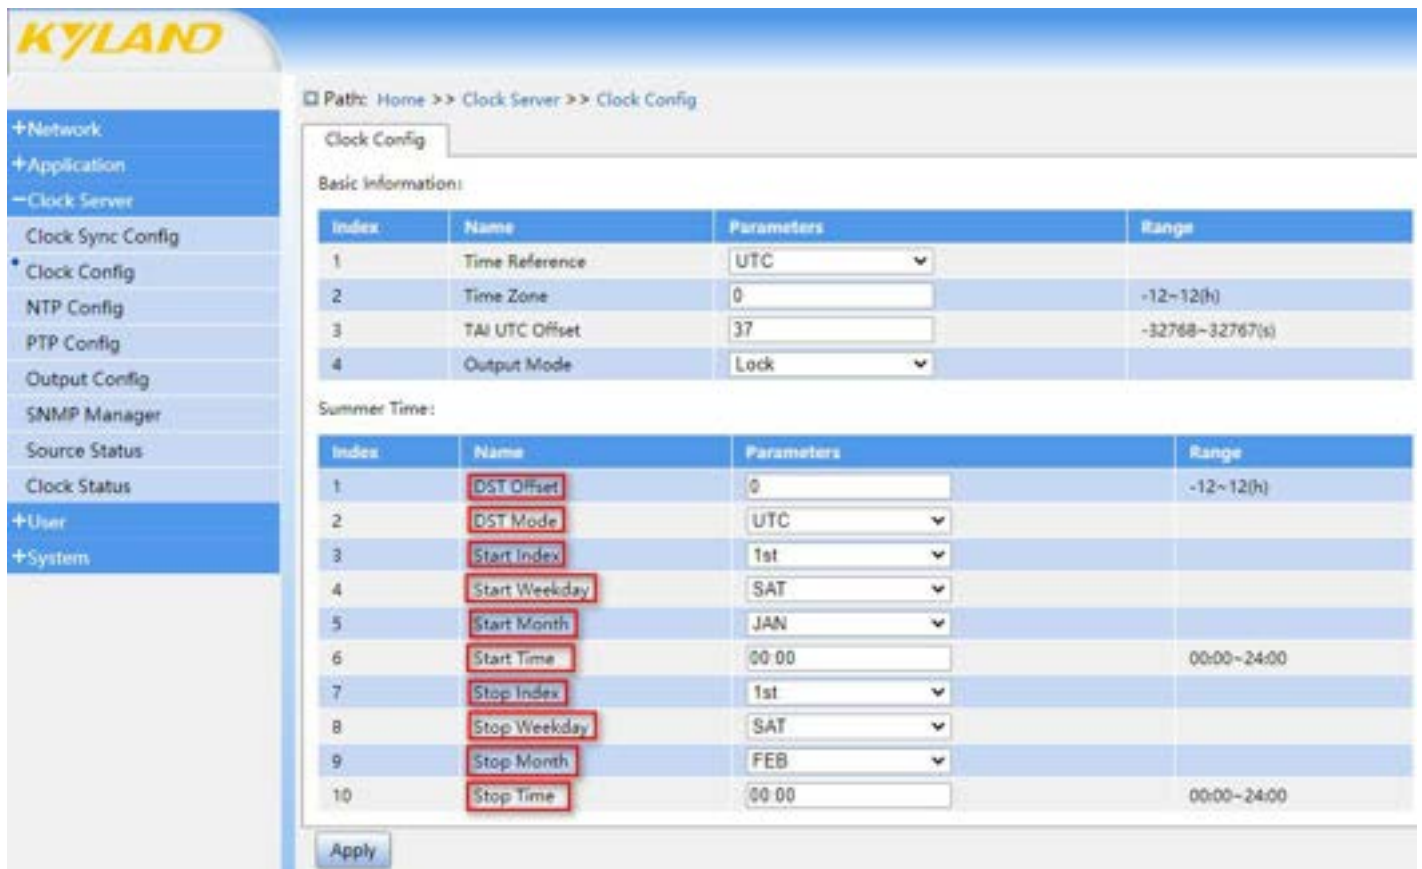 KYLAND
Path: Home >> Clock Server >> Clock Config
+Network
+Application
−Clock Server
Clock Sync Config
Clock Config
NTP Config
PTP Config
Output Config
SNMP Manager
Source Status
Clock Status
+User
+System
Clock Config
Basic Information:
Index Name Parameters Range
1 Time Reference UTC
2 Time Zone 0 -12~12(h)
3 TAI UTC Offset 37 -32768~32767(s)
4 Output Mode Lock
Summer Time:
Index Name Parameters Range
1 DST Offset 0 -12~12(h)
2 DST Mode UTC
3 Start Index 1st
4 Start Weekday SAT
5 Start Month JAN
6 Start Time 00:00 00:00~24:00
7 Stop Index 1st
8 Stop Weekday SAT
9 Stop Month FEB
10 Stop Time 00:00 00:00~24:00
Apply